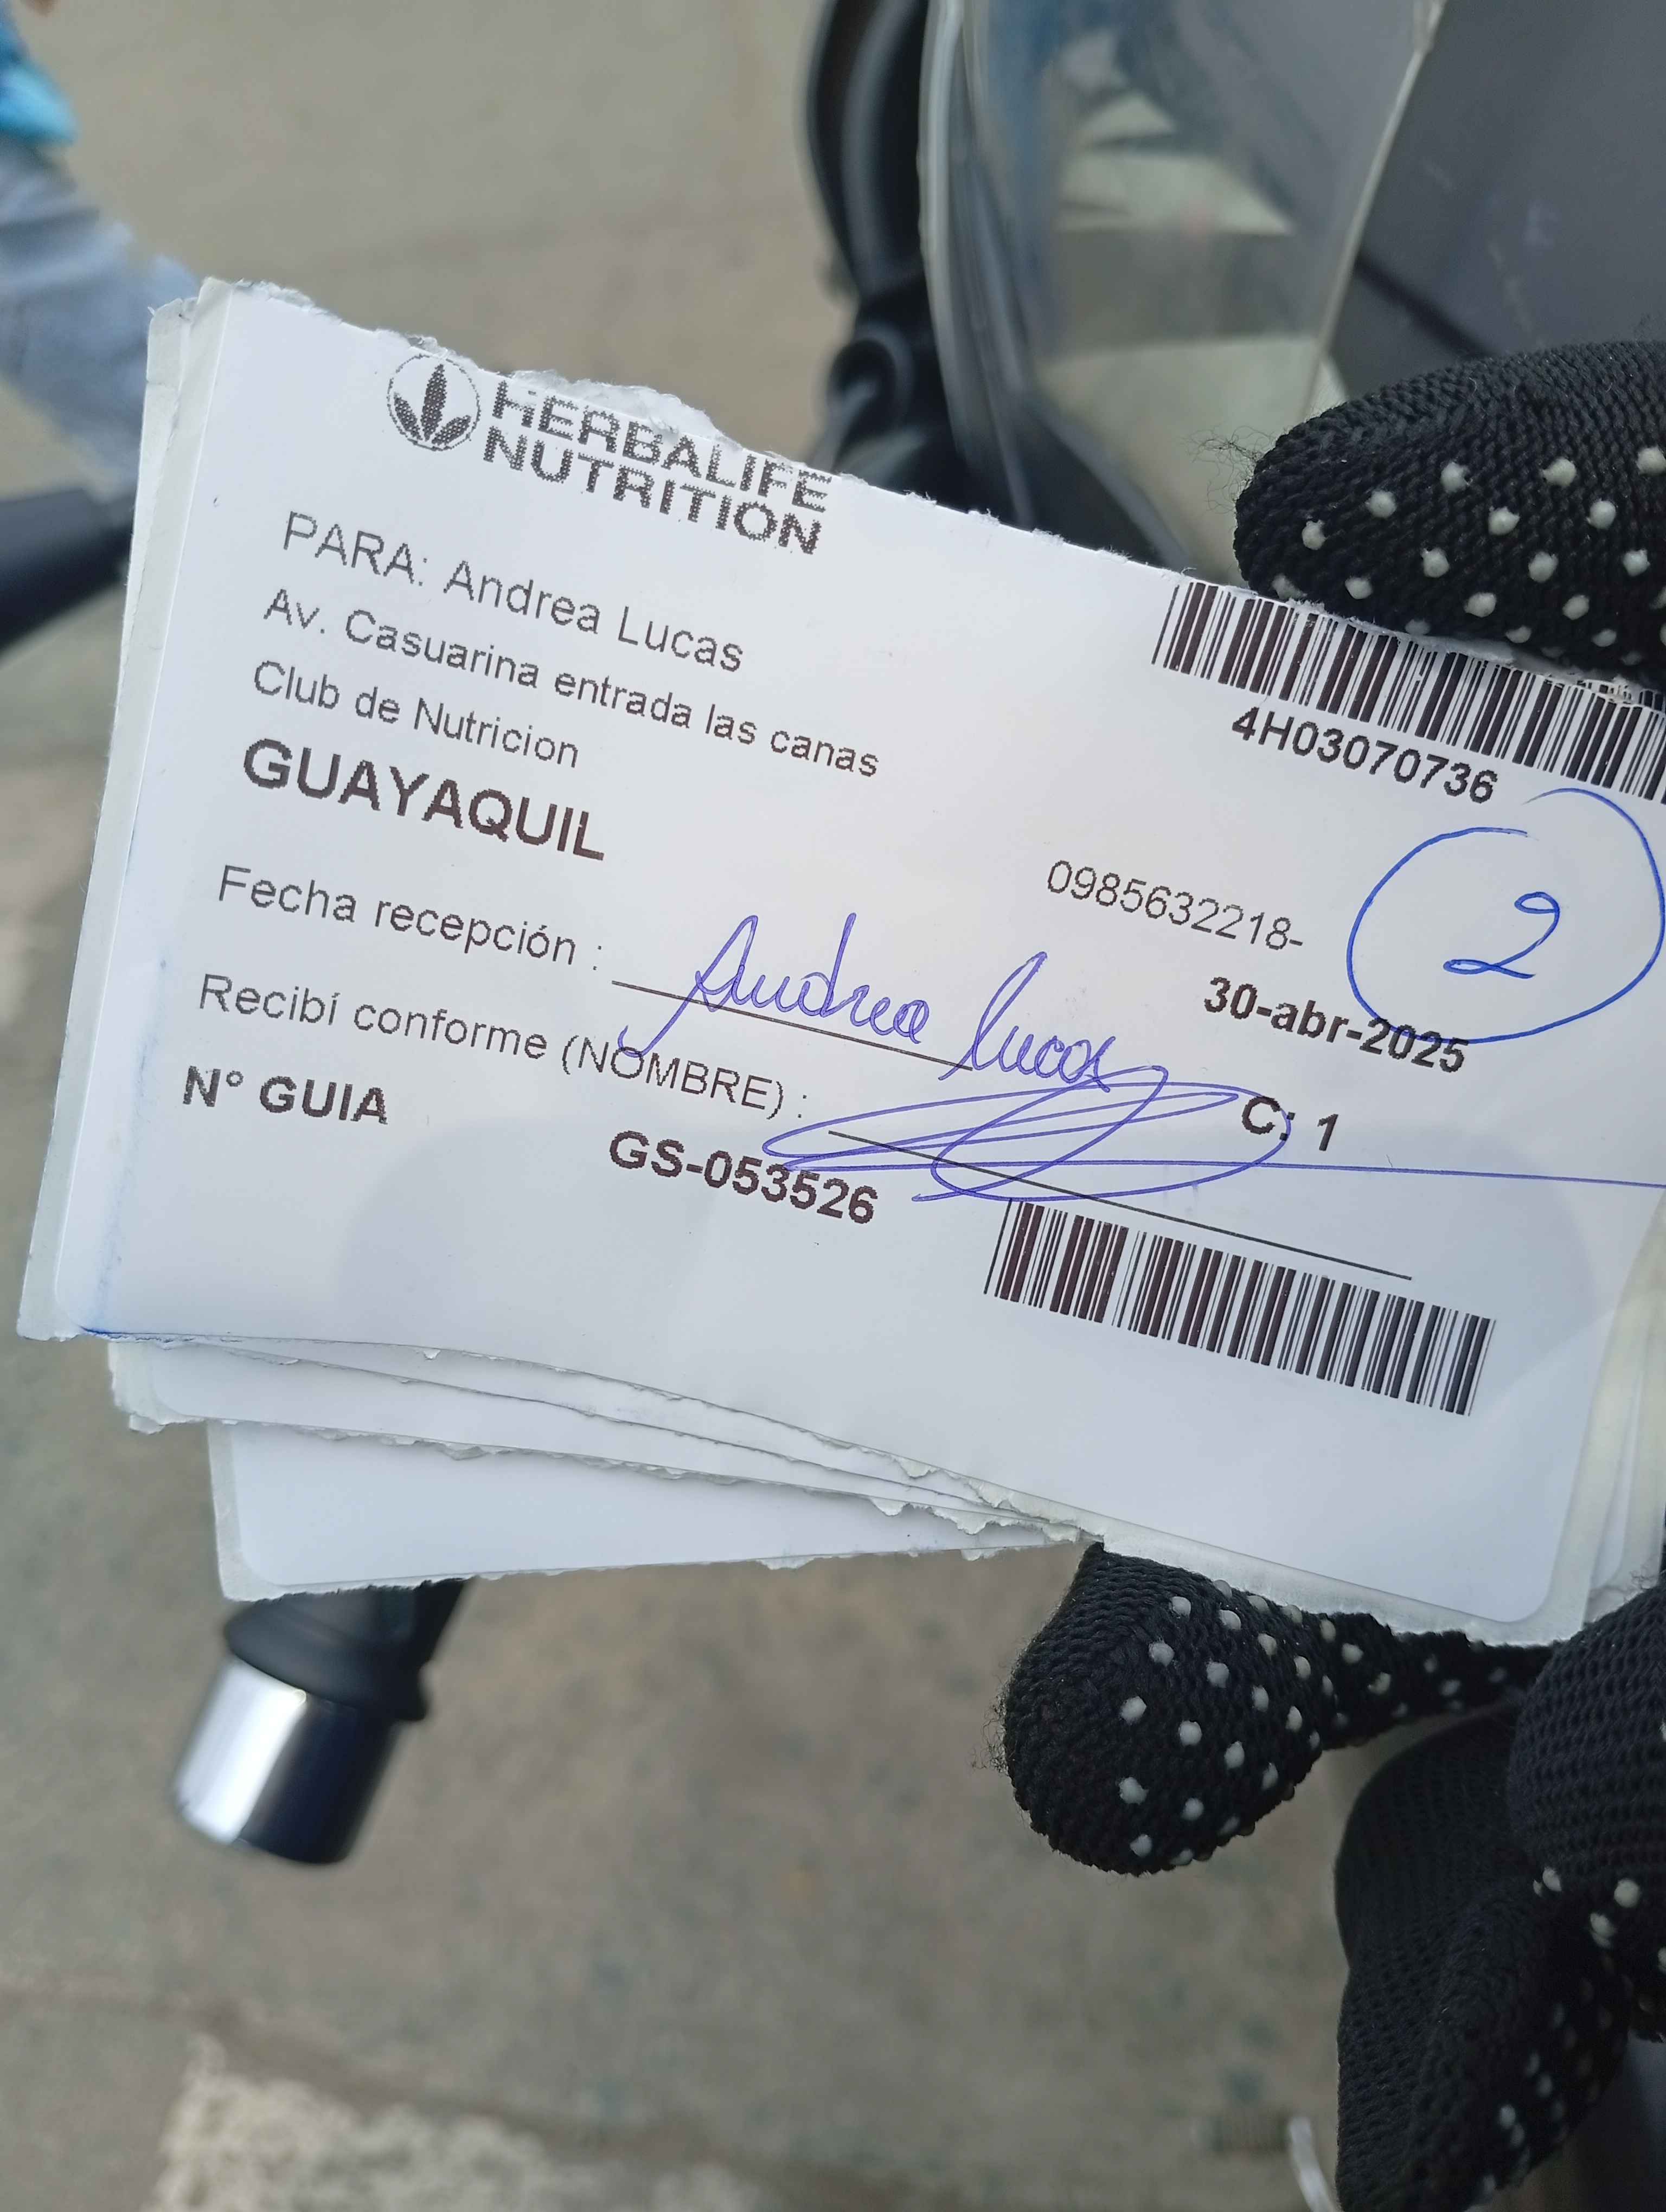 HERBALIFE
NUTRITION
PARA: Andrea Lucas
Av. Casuarina entrada las canas
Club de Nutricion
GUAYAQUIL
4H03070736
0985632218-
2
30-abr-2025
Fecha recepción :
Andrea Lucas
Recibí conforme (NOMBRE) :
C: 1
N° GUIA
GS-053526